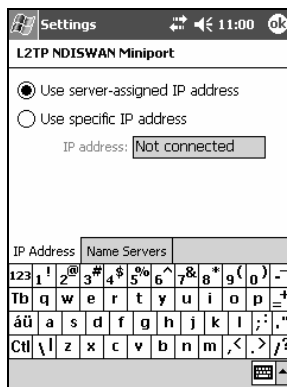 Settings 11:00 ok
L2TP NDISWAN Miniport
Use server-assigned IP address
Use specific IP address
IP address: Not connected
IP Address Name Servers
123 1 ! 2 @ 3 # 4 $ 5 % 6 ^ 7 & 8 * 9 ( 0 ) - _
Tb q w e r t y u i o p = +
áü a s d f g h j k l ; : ' "
Ctl \ | z x c v b n m , < . > / ?